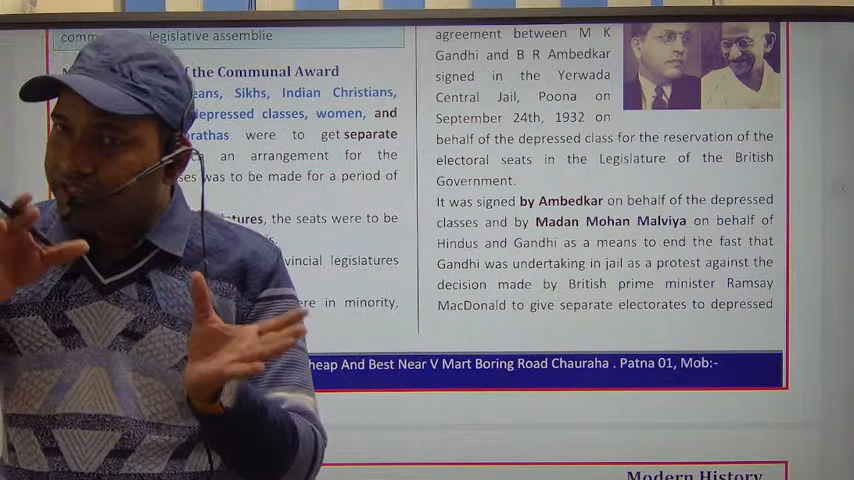 legislative assemblie
of the Communal Award
eans, Sikhs, Indian Christians,
depressed classes, women, and
rathas were to get separate
an arrangement for the
was to be made for a period of
tures, the seats were to be
vincial legislatures
ere in minority,
agreement between M K
Gandhi and B R Ambedkar
signed in the Yerwada
Central Jail, Poona on
September 24th, 1932 on
behalf of the depressed class for the reservation of the
electoral seats in the Legislature of the British
Government.
It was signed by Ambedkar on behalf of the depressed
classes and by Madan Mohan Malviya on behalf of
Hindus and Gandhi as a means to end the fast that
Gandhi was undertaking in jail as a protest against the
decision made by British prime minister Ramsay
MacDonald to give separate electorates to depressed
heap And Best Near V Mart Boring Road Chauraha . Patna 01, Mob:-
Modern History